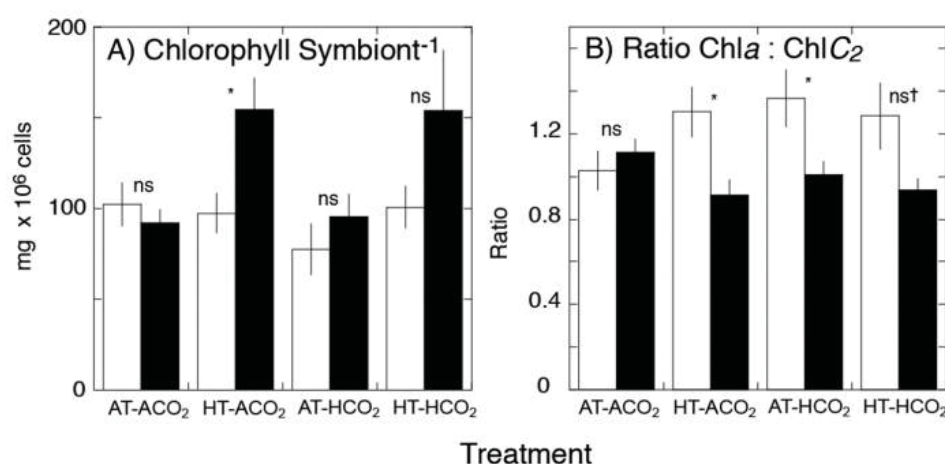 A) Chlorophyll Symbiont⁻¹
200
100
0
mg x 10⁶ cells
ns
*
ns
ns
AT-ACO₂ HT-ACO₂ AT-HCO₂ HT-HCO₂
B) Ratio Chla : ChlC₂
1.2
0.8
0.4
0
Ratio
ns
*
*
ns†
AT-ACO₂ HT-ACO₂ AT-HCO₂ HT-HCO₂
Treatment